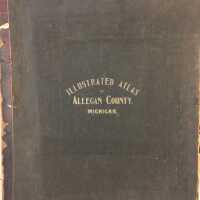 ILLUSTRATED ATLAS
OF
ALLEGAN COUNTY,
MICHIGAN.